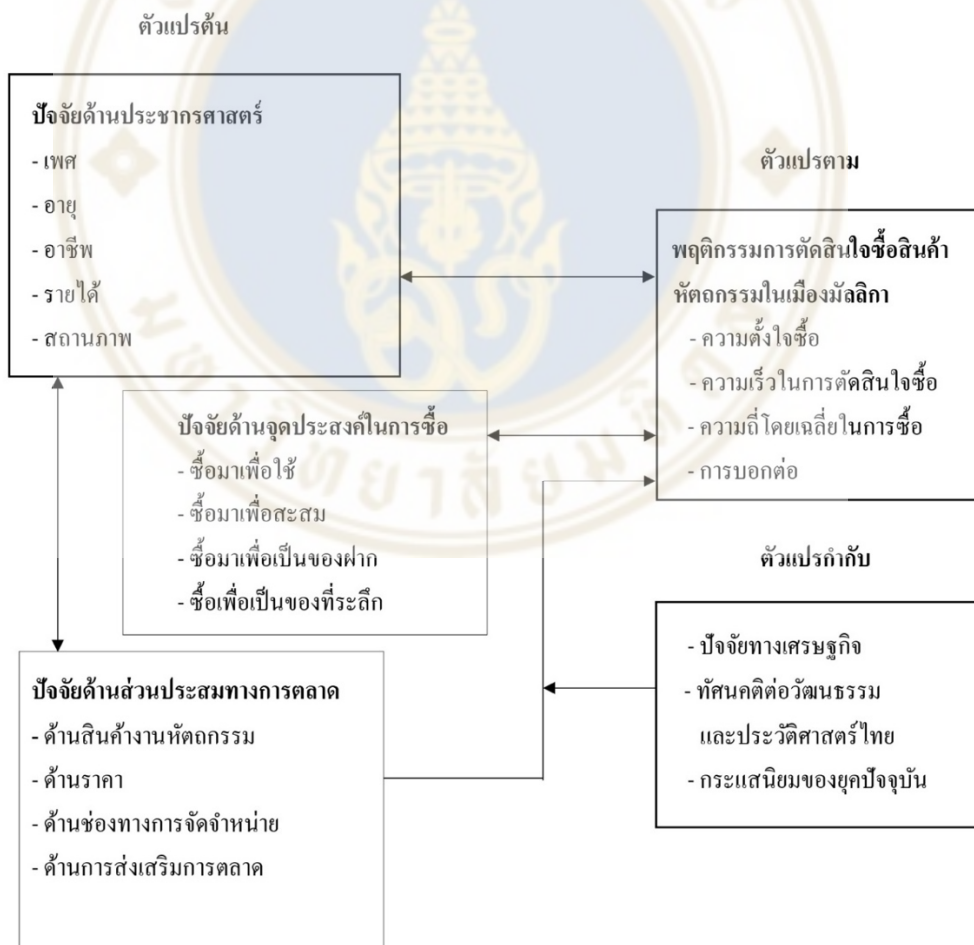 ตัวแปรต้น
ปัจจัยด้านประชากรศาสตร์
- เพศ
- อายุ
- อาชีพ
- รายได้
- สถานภาพ
ตัวแปรตาม
พฤติกรรมการตัดสินใจซื้อสินค้า
หัตถกรรมในเมืองมัลลิกา
- ความตั้งใจซื้อ
- ความเร็วในการตัดสินใจซื้อ
- ความถี่โดยเฉลี่ยในการซื้อ
- การบอกต่อ
ปัจจัยด้านจุดประสงค์ในการซื้อ
- ซื้อมาเพื่อใช้
- ซื้อมาเพื่อสะสม
- ซื้อมาเพื่อเป็นของฝาก
- ซื้อเพื่อเป็นของที่ระลึก
ตัวแปรกำกับ
- ปัจจัยทางเศรษฐกิจ
- ทัศนคติต่อวัฒนธรรม
และประวัติศาสตร์ไทย
- กระแสนิยมของยุคปัจจุบัน
ปัจจัยด้านส่วนประสมทางการตลาด
- ด้านสินค้างานหัตถกรรม
- ด้านราคา
- ด้านช่องทางการจัดจำหน่าย
- ด้านการส่งเสริมการตลาด
มหาวิทยาลัยมหิดล